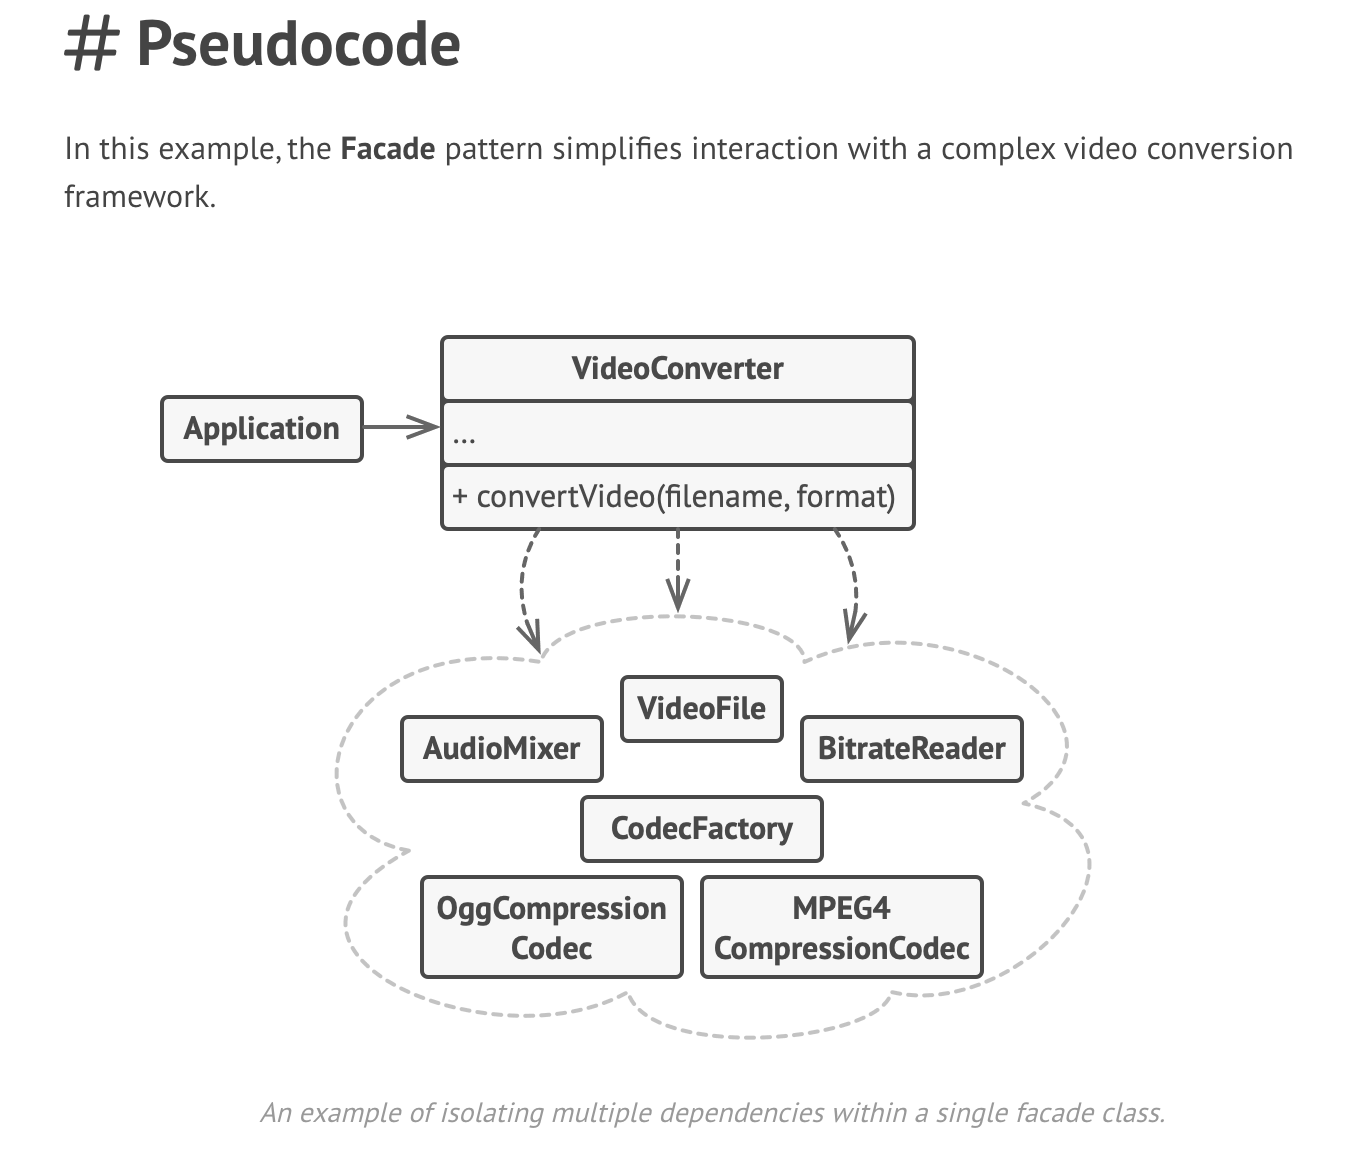 # Pseudocode
In this example, the Facade pattern simplifies interaction with a complex video conversion
framework.
VideoConverter
Application
...
+ convertVideo(filename, format)
VideoFile
AudioMixer
BitrateReader
CodecFactory
OggCompression
Codec
MPEG4
CompressionCodec
An example of isolating multiple dependencies within a single facade class.